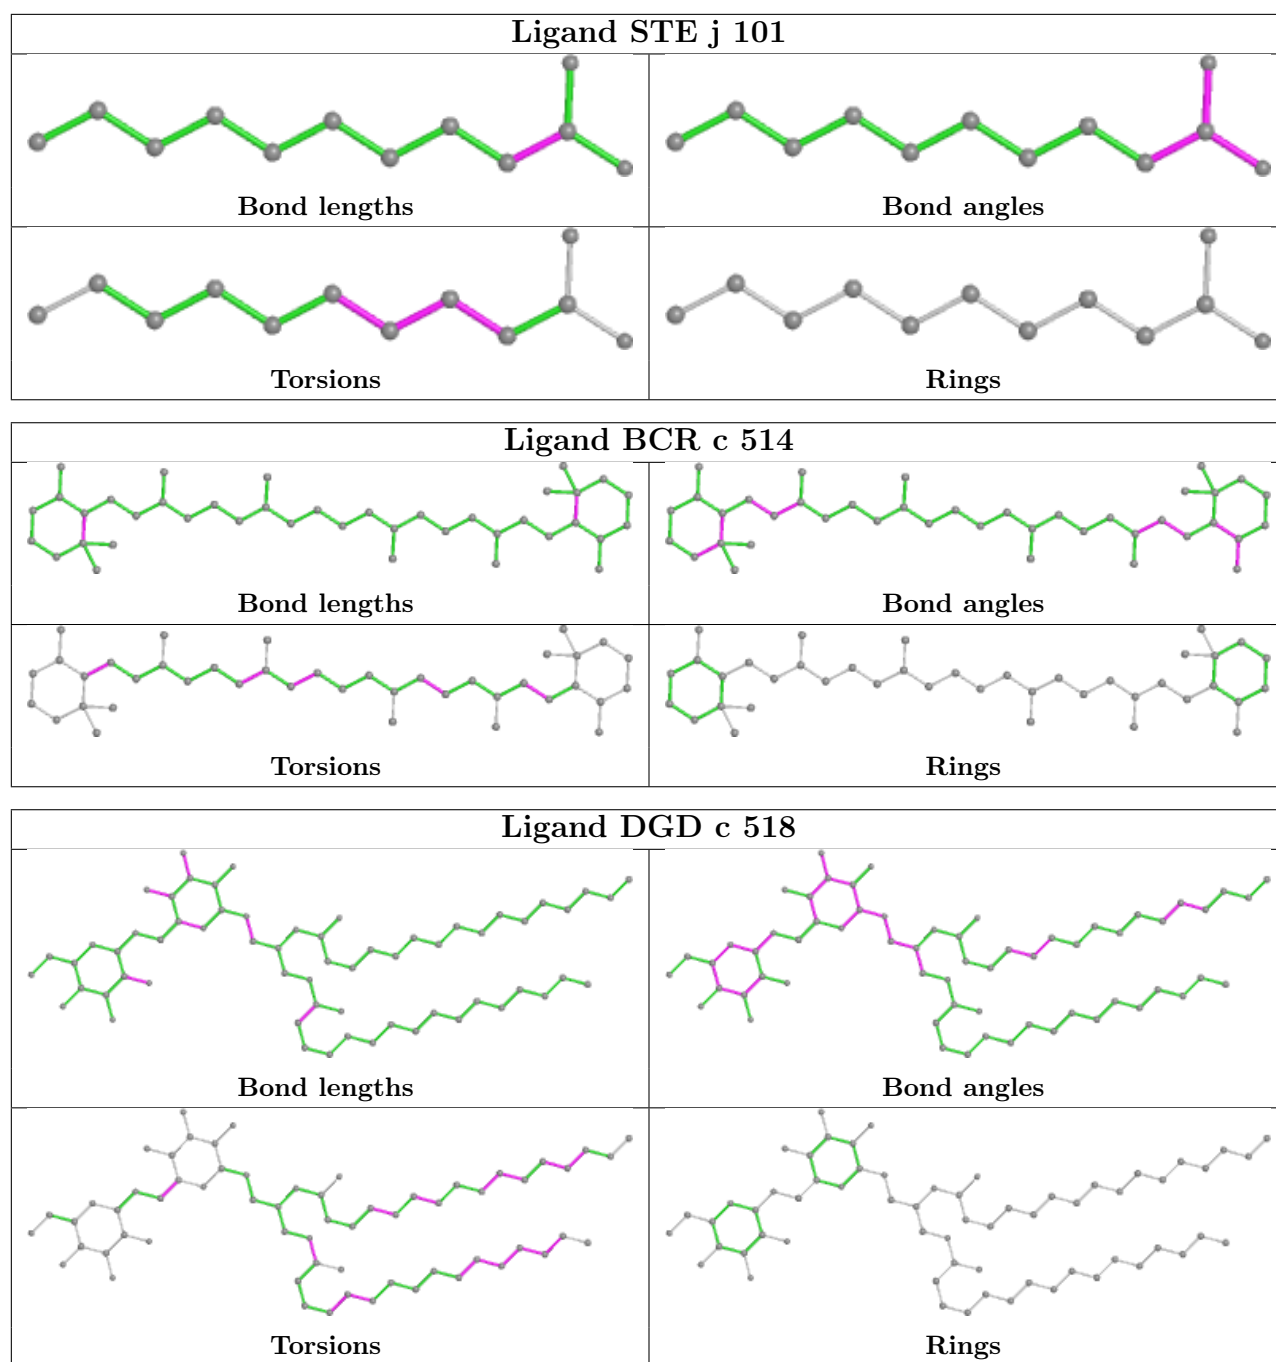 Ligand STE j 101
Bond lengths
Bond angles
Torsions
Rings
Ligand BCR c 514
Bond lengths
Bond angles
Torsions
Rings
Ligand DGD c 518
Bond lengths
Bond angles
Torsions
Rings